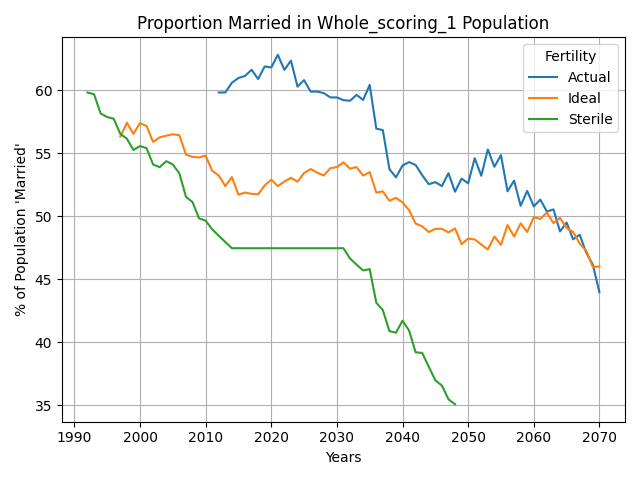 Proportion Married in Whole_scoring_1 Population
Fertility
Actual
Ideal
Sterile
% of Population 'Married'
60
55
50
45
40
35
1990 2000 2010 2020 2030 2040 2050 2060 2070
Years